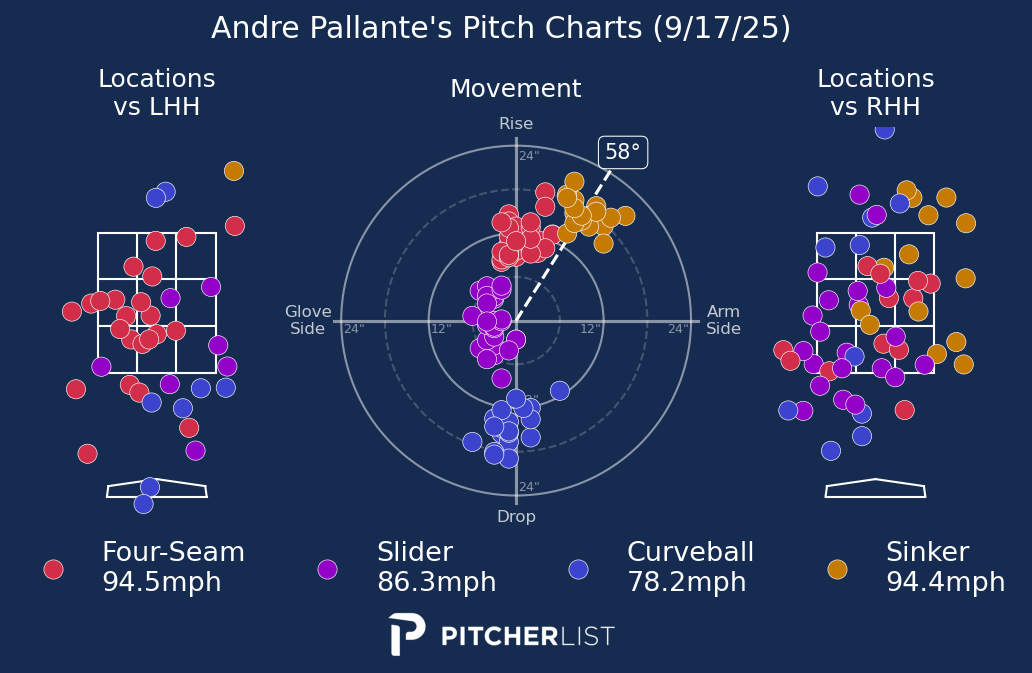 Andre Pallante's Pitch Charts (9/17/25)
Locations
vs LHH
Movement
Locations
vs RHH
Rise
58°
24"
Glove
Side
24"
12"
12"
24"
Arm
Side
24"
Drop
Four-Seam
94.5mph
Slider
86.3mph
Curveball
78.2mph
Sinker
94.4mph
PITCHERLIST